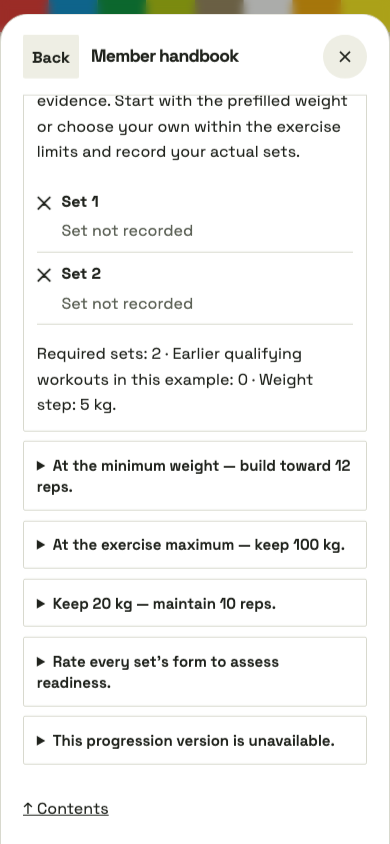 Back Member handbook
evidence. Start with the prefilled weight
or choose your own within the exercise
limits and record your actual sets.
Set 1
Set not recorded
Set 2
Set not recorded
Required sets: 2 · Earlier qualifying
workouts in this example: 0 · Weight
step: 5 kg.
▶ At the minimum weight — build toward 12
reps.
▶ At the exercise maximum — keep 100 kg.
▶ Keep 20 kg — maintain 10 reps.
▶ Rate every set's form to assess
readiness.
▶ This progression version is unavailable.
↑ Contents